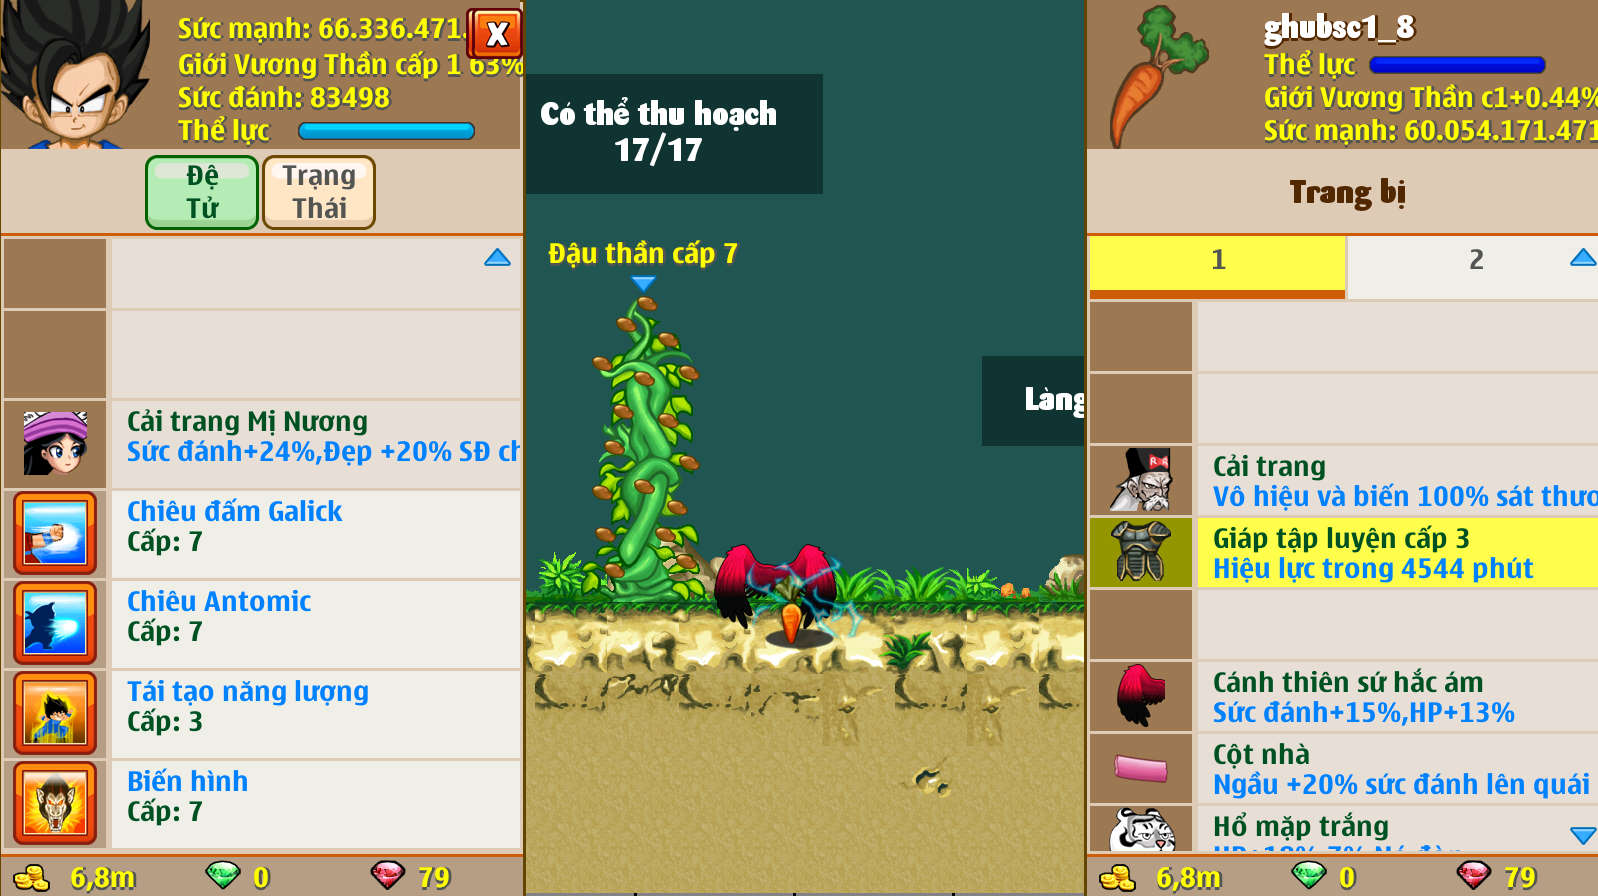 Sức mạnh: 66.336.471.
X
Giới Vương Thần cấp 1 63%
Sức đánh: 83498
Thể lực
Đệ
Tử
Trạng
Thái
Cải trang Mị Nương
Sức đánh+24%,Đẹp +20% SĐ ch
Chiêu đấm Galick
Cấp: 7
Chiêu Antomic
Cấp: 7
Tái tạo năng lượng
Cấp: 3
Biến hình
Cấp: 7
6,8m
0
79
Có thể thu hoạch
17/17
Đậu thần cấp 7
Làng
ghubsc1_8
Thể lực
Giới Vương Thần c1+0.44%
Sức mạnh: 60.054.171.471
Trang bị
1
2
Cải trang
Vô hiệu và biến 100% sát thươ
Giáp tập luyện cấp 3
Hiệu lực trong 4544 phút
Cánh thiên sứ hắc ám
Sức đánh+15%,HP+13%
Cột nhà
Ngầu +20% sức đánh lên quái
Hổ mặp trắng
6,8m
0
79